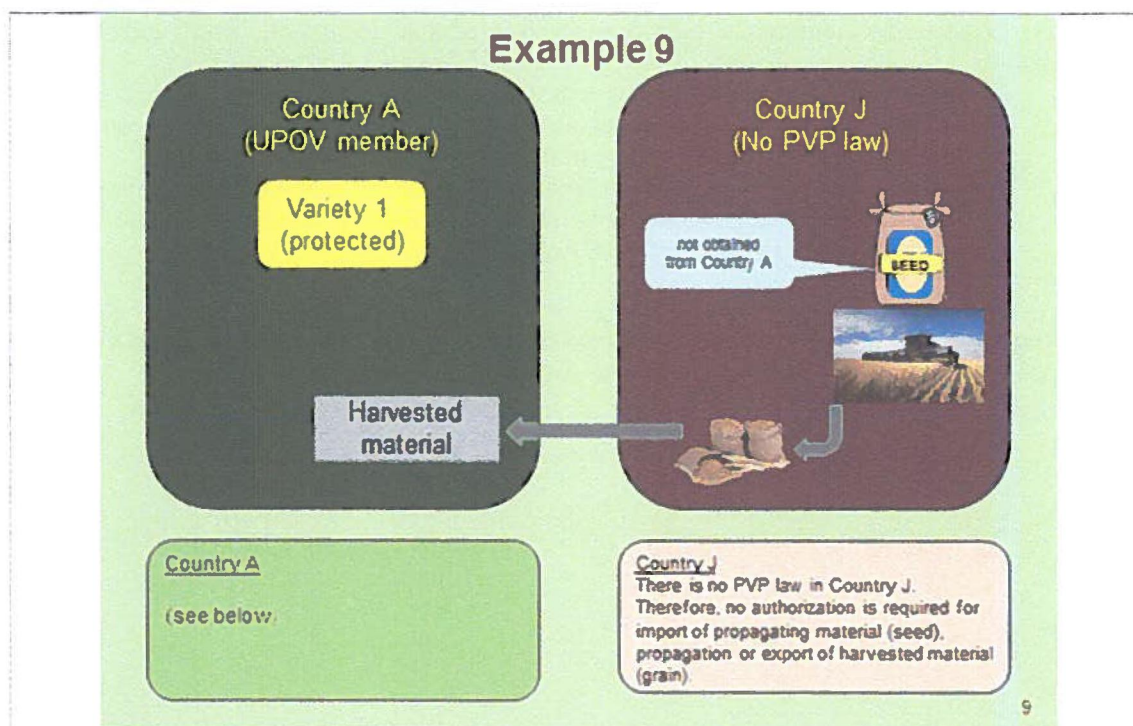 Example 9
Country A
(UPOV member)
Variety 1
(protected)
Harvested
material
Country J
(No PVP law)
not obtained
from Country A
SEED
Country A
(see below)
Country J
There is no PVP law in Country J.
Therefore, no authorization is required for
import of propagating material (seed),
propagation or export of harvested material
(grain)
9